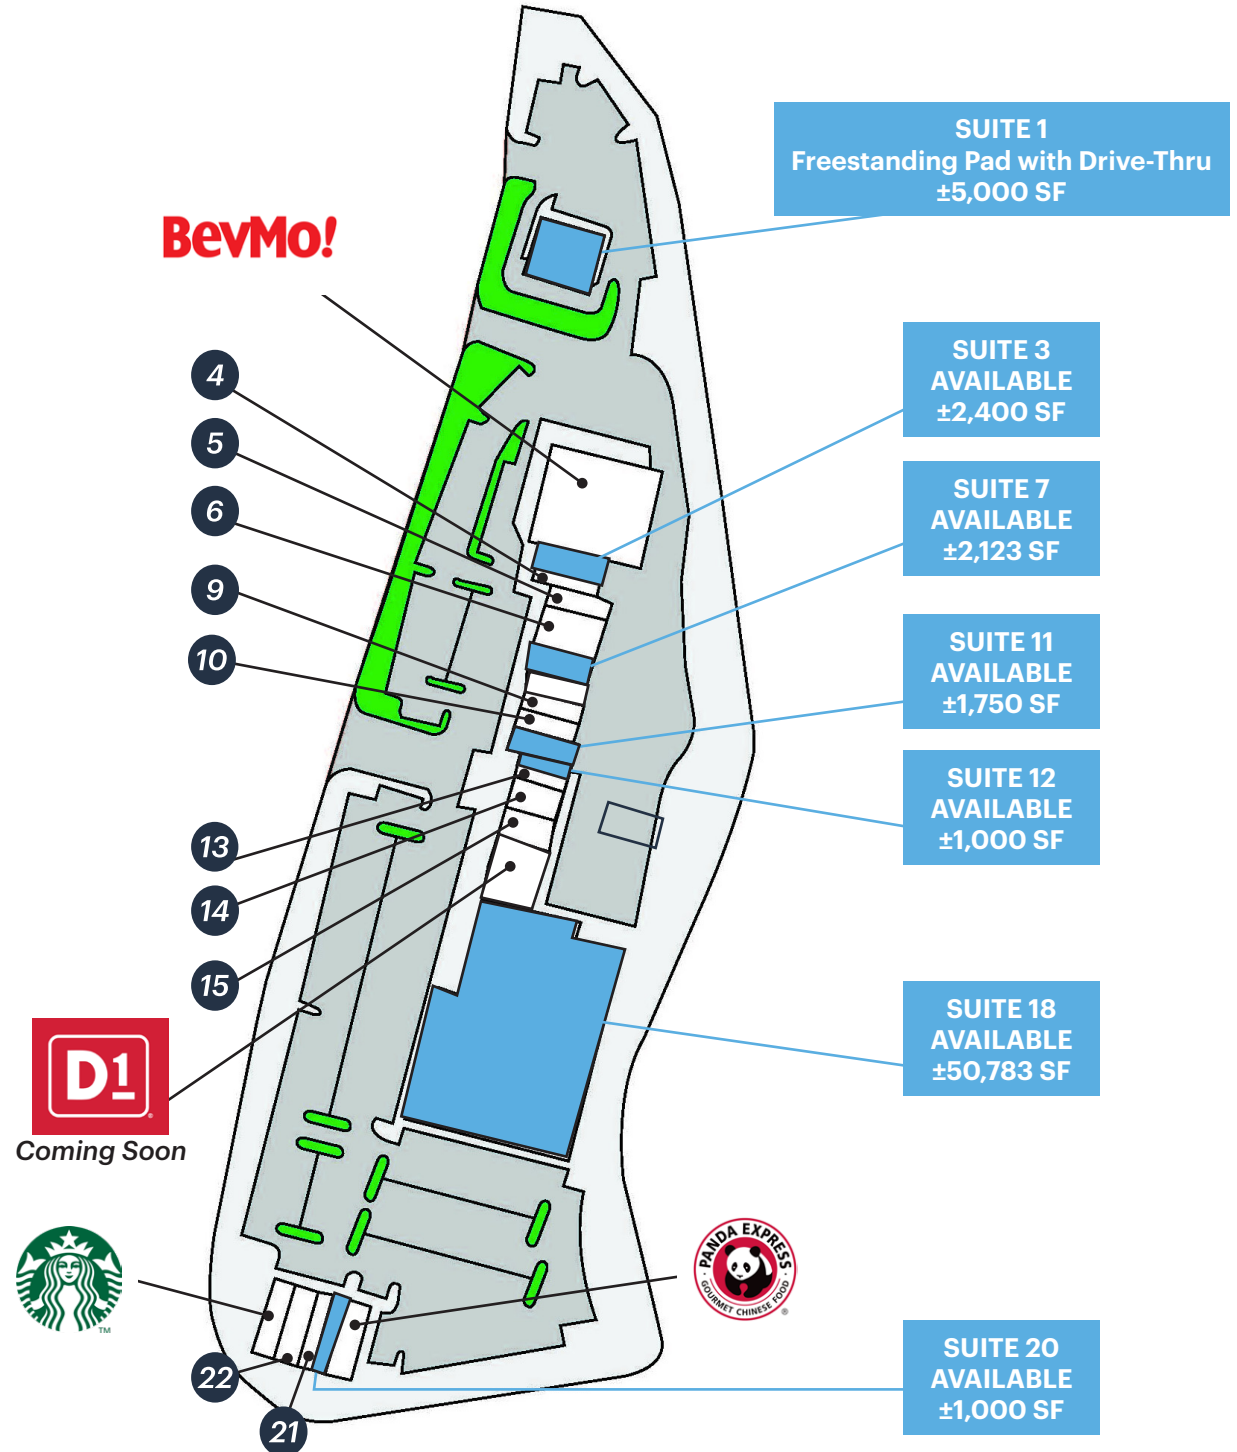 SUITE 1
Freestanding Pad with Drive-Thru
±5,000 SF
BevMo!
SUITE 3
AVAILABLE
±2,400 SF
4
5
6
SUITE 7
AVAILABLE
±2,123 SF
9
10
SUITE 11
AVAILABLE
±1,750 SF
SUITE 12
AVAILABLE
±1,000 SF
13
14
15
SUITE 18
AVAILABLE
±50,783 SF
D1
®
Coming Soon
TM
PANDA EXPRESS
GOURMET CHINESE FOOD
®
SUITE 20
AVAILABLE
±1,000 SF
22
21